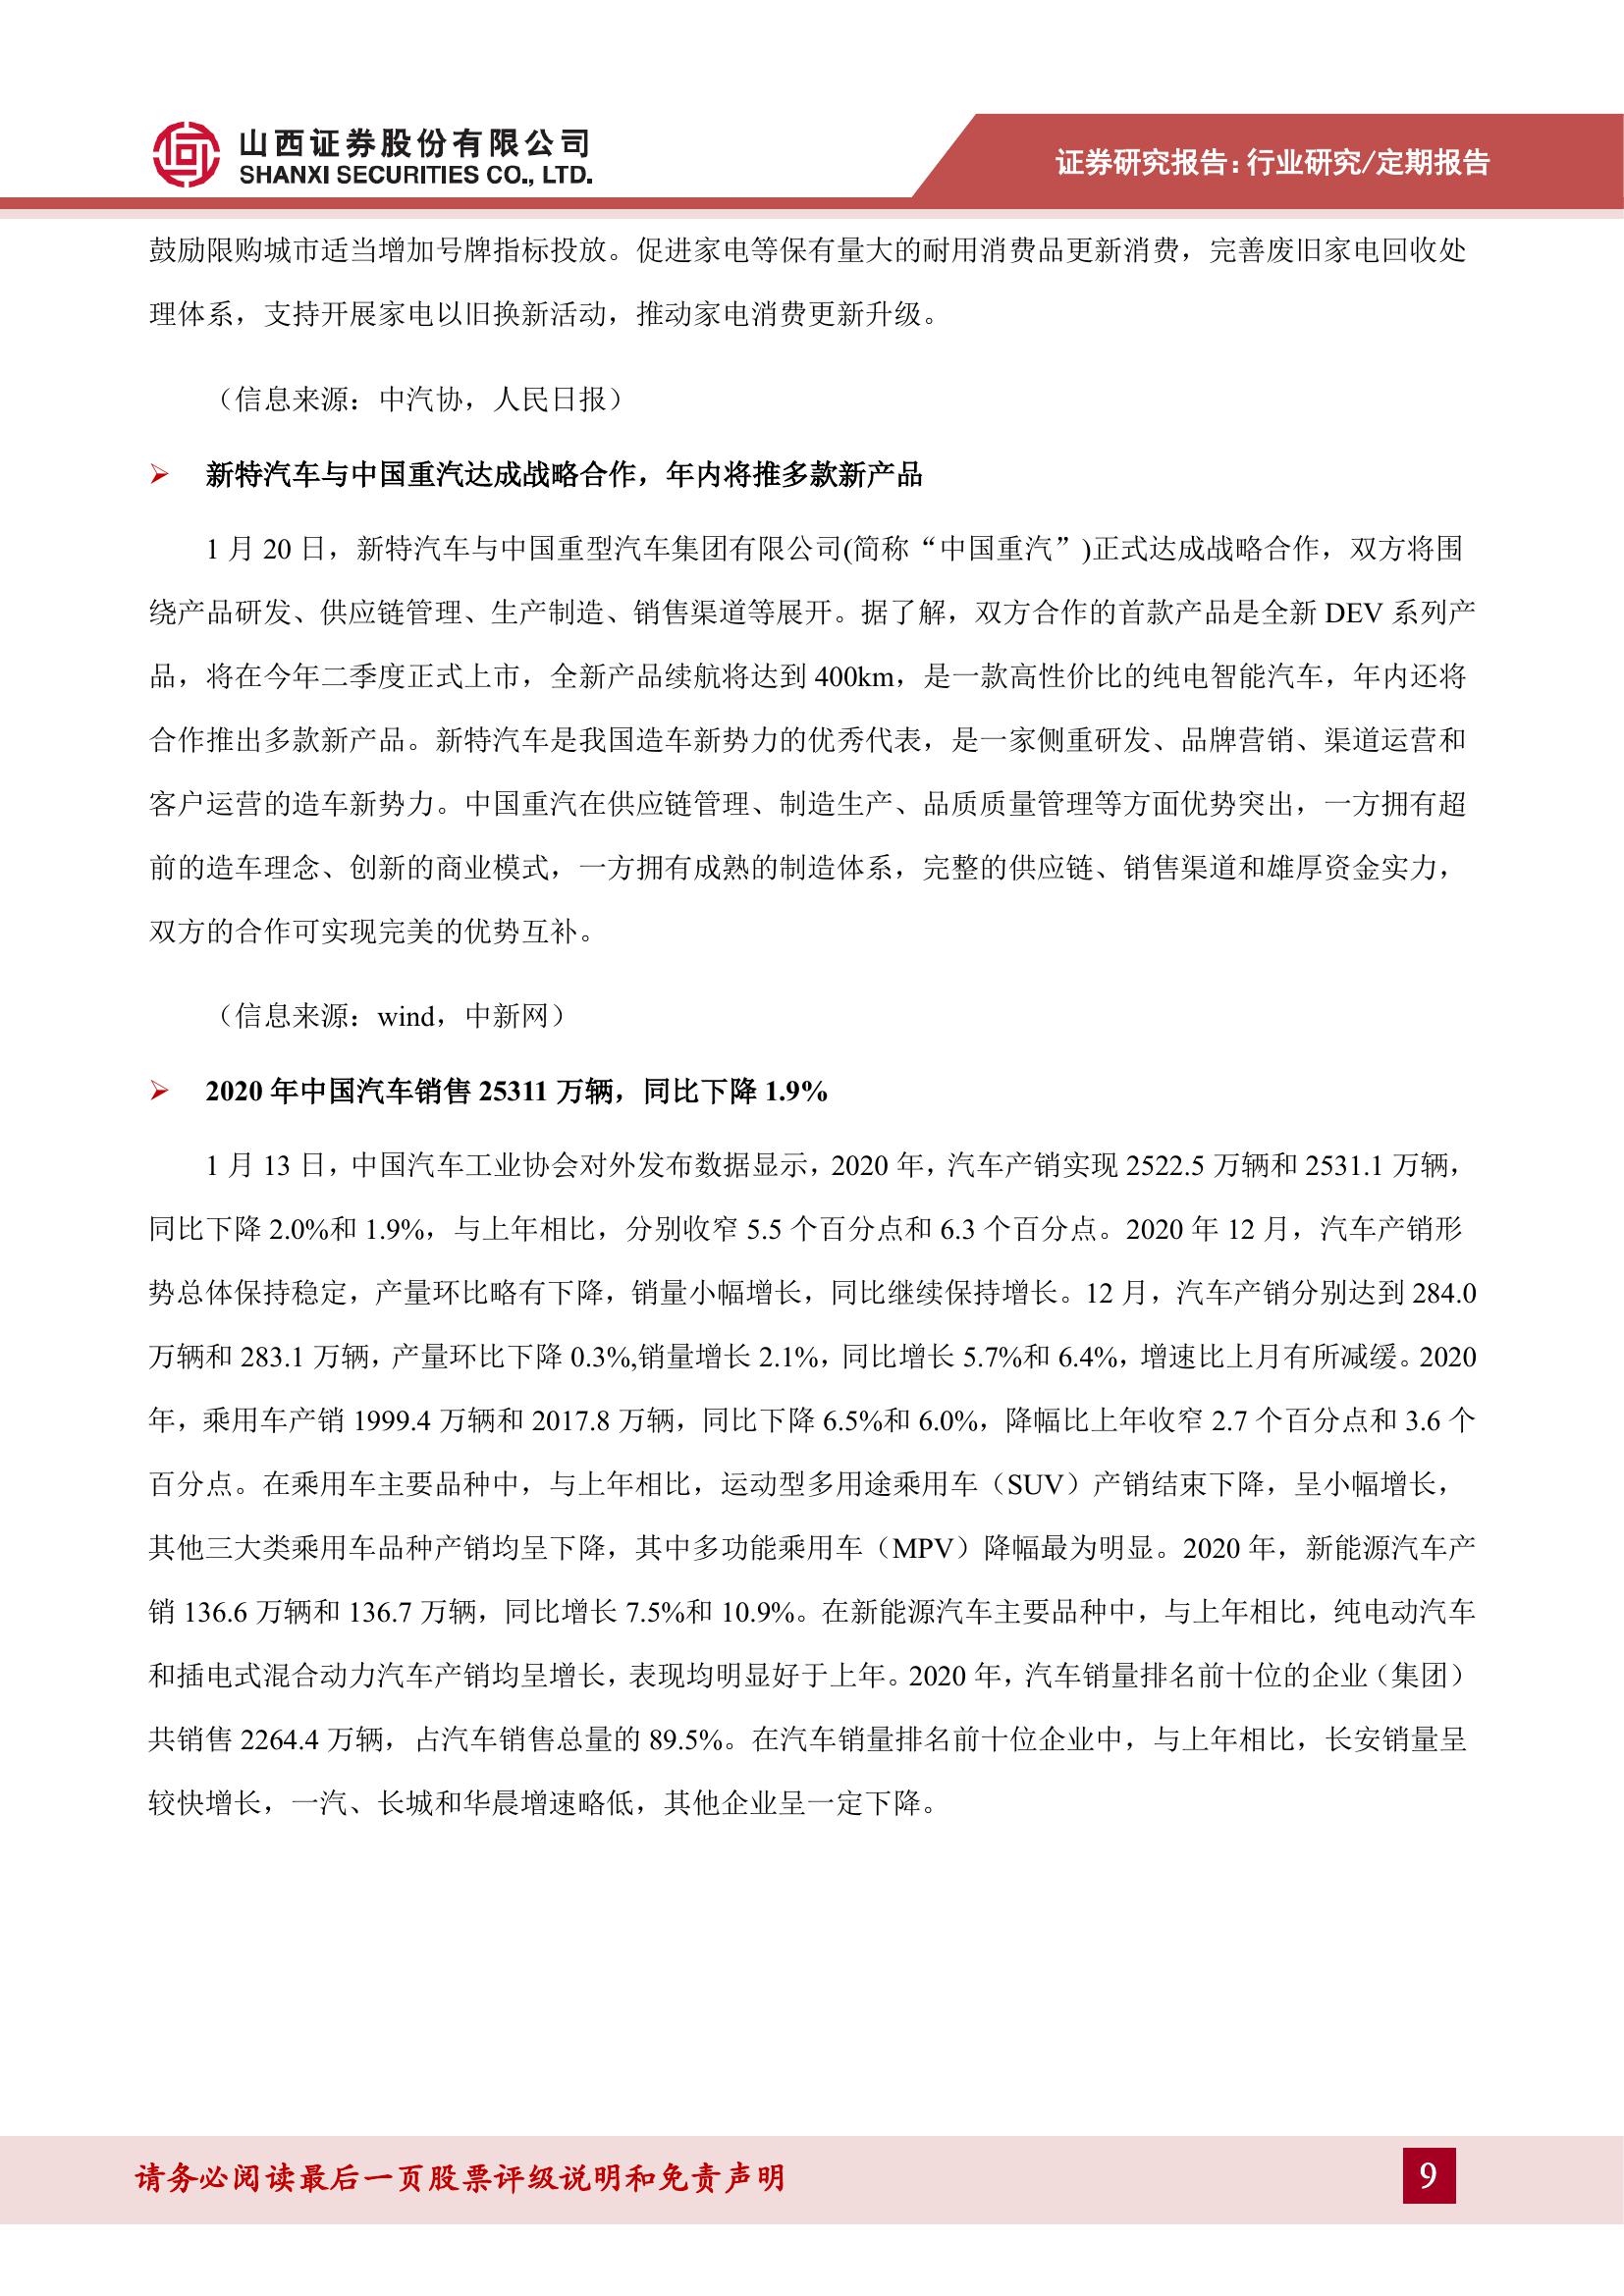 山西证券股份有限公司
SHANXI SECURITIES CO., LTD.
证券研究报告：行业研究/定期报告
鼓励限购城市适当增加号牌指标投放。促进家电等保有量大的耐用消费品更新消费，完善废旧家电回收处
理体系，支持开展家电以旧换新活动，推动家电消费更新升级。
（信息来源：中汽协，人民日报）
➢ 新特汽车与中国重汽达成战略合作，年内将推多款新产品
1 月 20 日，新特汽车与中国重型汽车集团有限公司(简称“中国重汽”)正式达成战略合作，双方将围
绕产品研发、供应链管理、生产制造、销售渠道等展开。据了解，双方合作的首款产品是全新 DEV 系列产
品，将在今年二季度正式上市，全新产品续航将达到 400km，是一款高性价比的纯电智能汽车，年内还将
合作推出多款新产品。新特汽车是我国造车新势力的优秀代表，是一家侧重研发、品牌营销、渠道运营和
客户运营的造车新势力。中国重汽在供应链管理、制造生产、品质质量管理等方面优势突出，一方拥有超
前的造车理念、创新的商业模式，一方拥有成熟的制造体系，完整的供应链、销售渠道和雄厚资金实力，
双方的合作可实现完美的优势互补。
（信息来源：wind，中新网）
➢ 2020 年中国汽车销售 25311 万辆，同比下降 1.9%
1 月 13 日，中国汽车工业协会对外发布数据显示，2020 年，汽车产销实现 2522.5 万辆和 2531.1 万辆，
同比下降 2.0%和 1.9%，与上年相比，分别收窄 5.5 个百分点和 6.3 个百分点。2020 年 12 月，汽车产销形
势总体保持稳定，产量环比略有下降，销量小幅增长，同比继续保持增长。12 月，汽车产销分别达到 284.0
万辆和 283.1 万辆，产量环比下降 0.3%,销量增长 2.1%，同比增长 5.7%和 6.4%，增速比上月有所减缓。2020
年，乘用车产销 1999.4 万辆和 2017.8 万辆，同比下降 6.5%和 6.0%，降幅比上年收窄 2.7 个百分点和 3.6 个
百分点。在乘用车主要品种中，与上年相比，运动型多用途乘用车（SUV）产销结束下降，呈小幅增长，
其他三大类乘用车品种产销均呈下降，其中多功能乘用车（MPV）降幅最为明显。2020 年，新能源汽车产
销 136.6 万辆和 136.7 万辆，同比增长 7.5%和 10.9%。在新能源汽车主要品种中，与上年相比，纯电动汽车
和插电式混合动力汽车产销均呈增长，表现均明显好于上年。2020 年，汽车销量排名前十位的企业（集团）
共销售 2264.4 万辆，占汽车销售总量的 89.5%。在汽车销量排名前十位企业中，与上年相比，长安销量呈
较快增长，一汽、长城和华晨增速略低，其他企业呈一定下降。
请务必阅读最后一页股票评级说明和免责声明
9